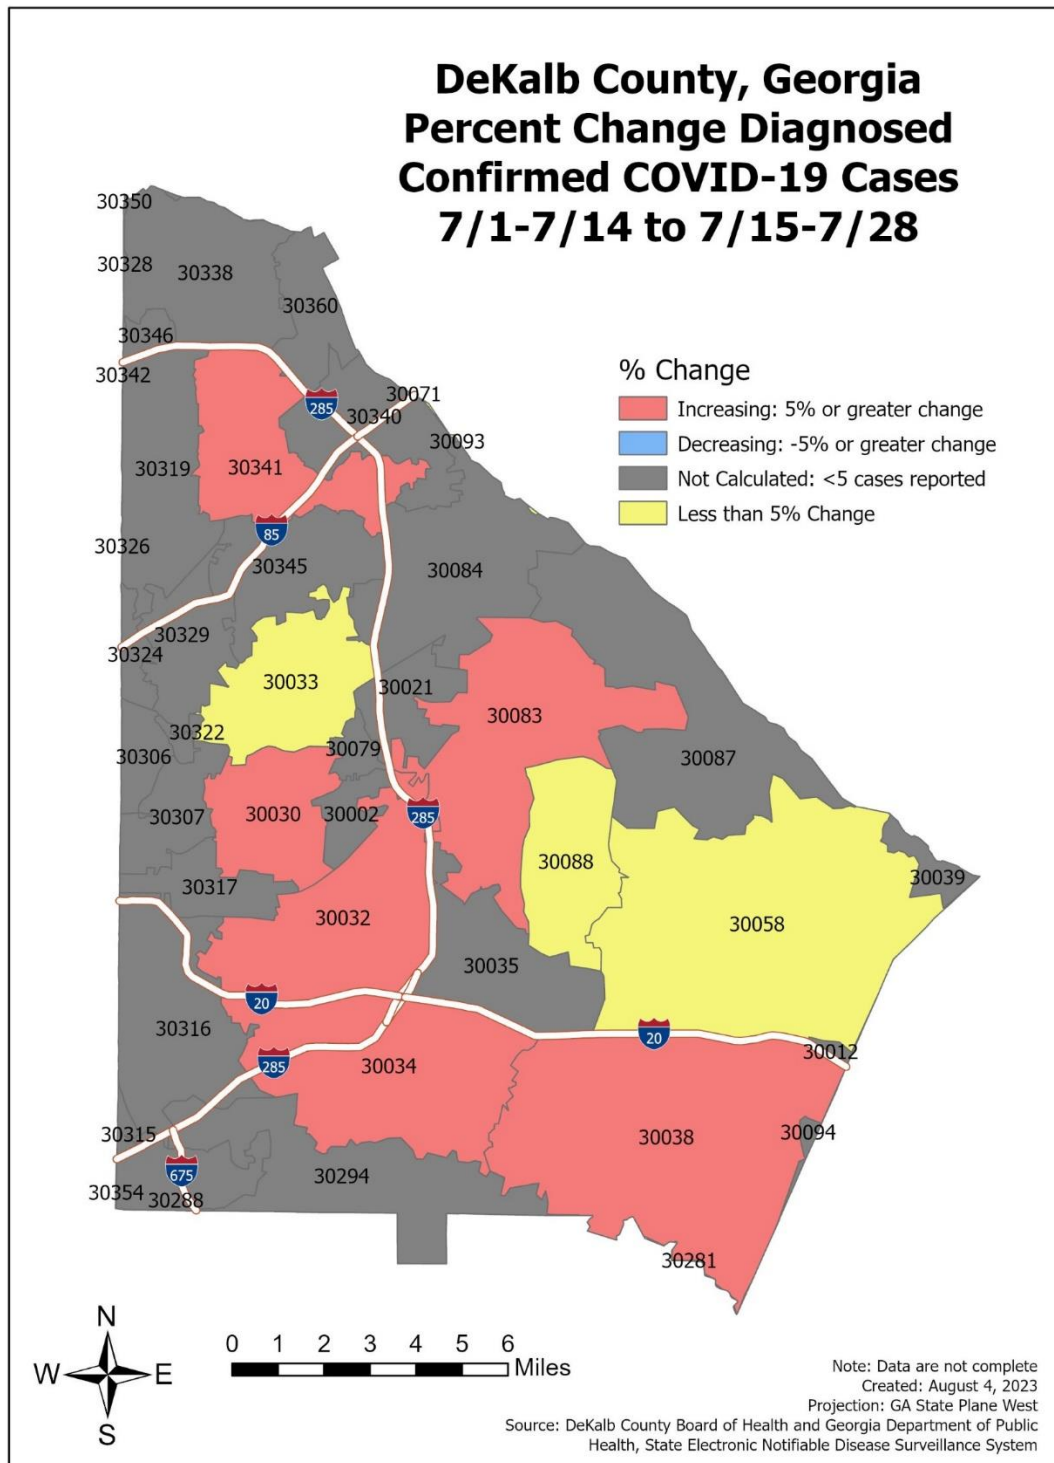 DeKalb County, Georgia
Percent Change Diagnosed
Confirmed COVID-19 Cases
7/1-7/14 to 7/15-7/28
30350
30328
30338
30360
30346
30342
% Change
Increasing: 5% or greater change
Decreasing: -5% or greater change
Not Calculated: <5 cases reported
Less than 5% Change
285
30071
30340
30093
30319
30341
85
30326
30345
30084
30329
30324
30033
30021
30322
30083
30306
30079
30087
30307
30030
30002
285
30088
30317
30039
30032
30058
30035
20
30316
20
30012
285
30034
30315
30038
30094
675
30294
30354
30288
30281
N
W
E
S
0 1 2 3 4 5 6
Miles
Note: Data are not complete
Created: August 4, 2023
Projection: GA State Plane West
Source: DeKalb County Board of Health and Georgia Department of Public
Health, State Electronic Notifiable Disease Surveillance System